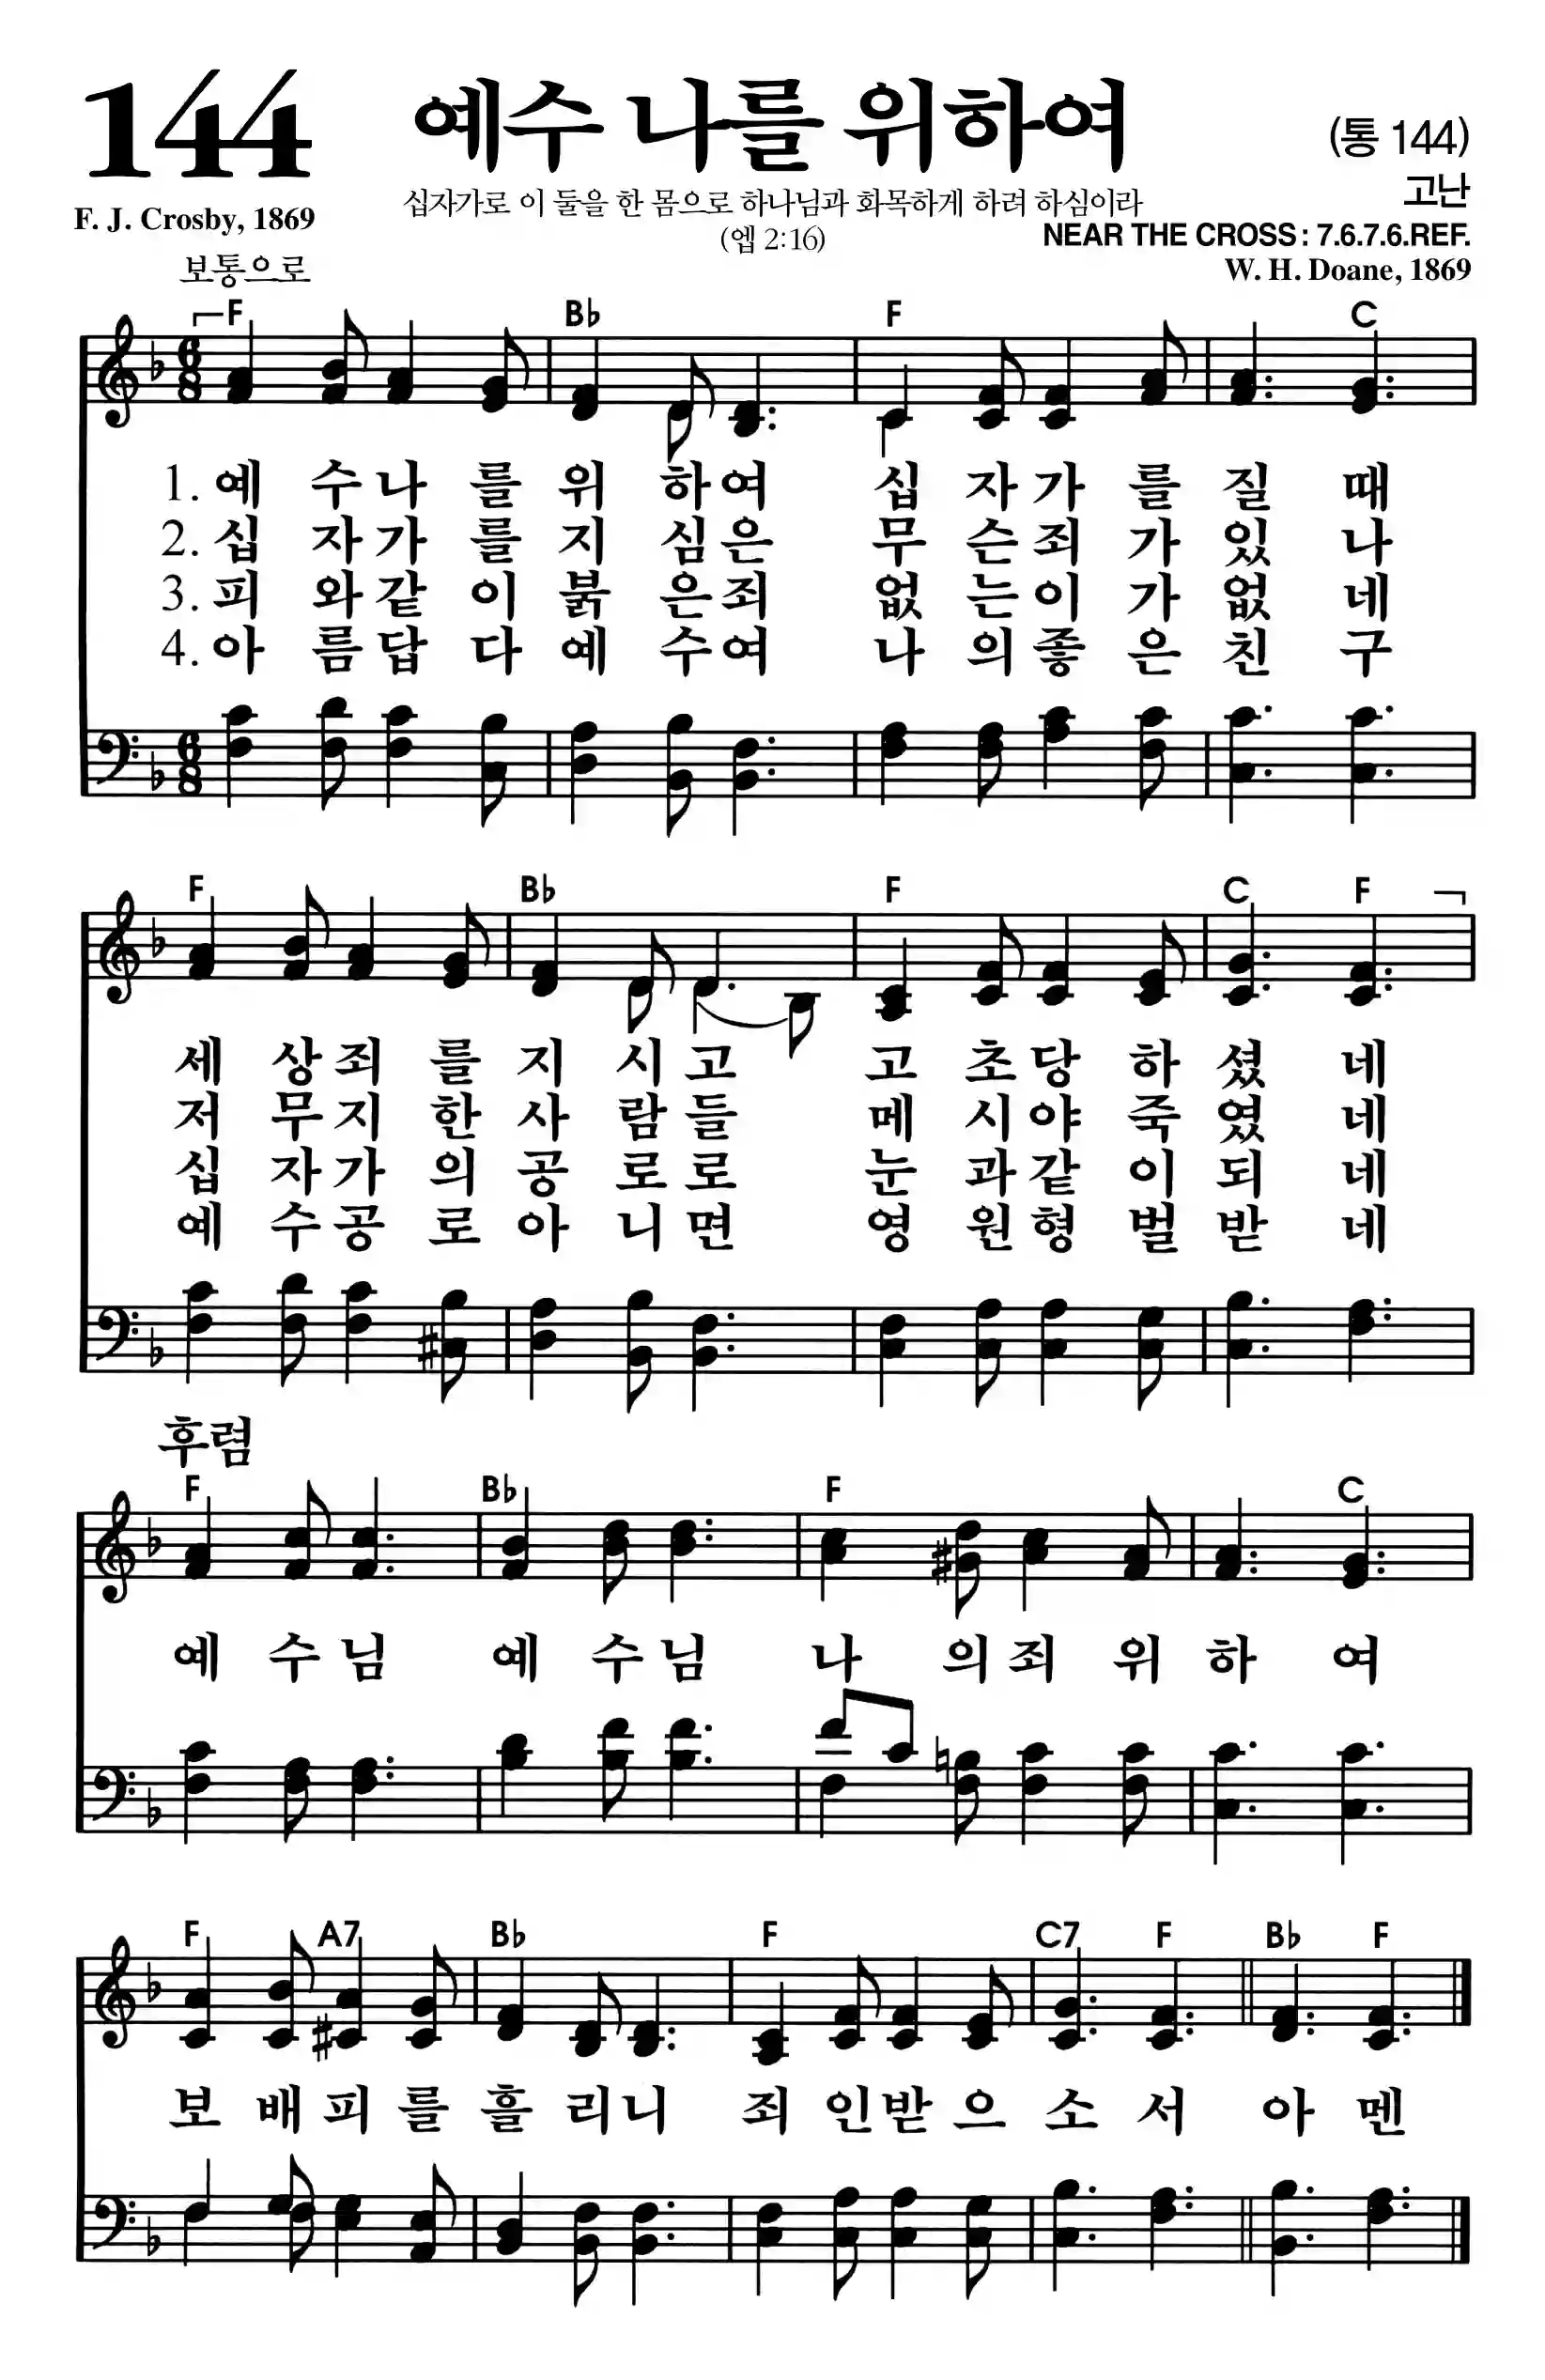 144
예수 나를 위하여
(통 144)
십자가로 이 둘을 한 몸으로 하나님과 화목하게 하려 하심이라
(엡 2:16)
고난
F. J. Crosby, 1869
NEAR THE CROSS : 7.6.7.6.REF.
W. H. Doane, 1869
보통으로
F B♭ F C
6 8
1. 예 수 나 를 위 하 여 십 자 가 를 질 때
2. 십 자 가 를 지 심 은 무 슨 죄 가 있 나
3. 피 와 같 이 붉 은 죄 없 는 이 가 없 네
4. 아 름 답 다 예 수 여 나 의 좋 은 친 구
6 8
F B♭ F C F
세 상 죄 를 지 시 고 고 초 당 하 셨 네
저 무 지 한 사 람 들 메 시 야 죽 였 네
십 자 가 의 공 로 로 눈 과 같 이 되 네
예 수 공 로 아 니 면 영 원 형 벌 받 네
후렴
F B♭ F C
예 수 님 예 수 님 나 의 죄 위 하 여
F A7 B♭ F C7 F B♭ F
보 배 피 를 흘 리 니 죄 인 받 으 소 서 아 멘